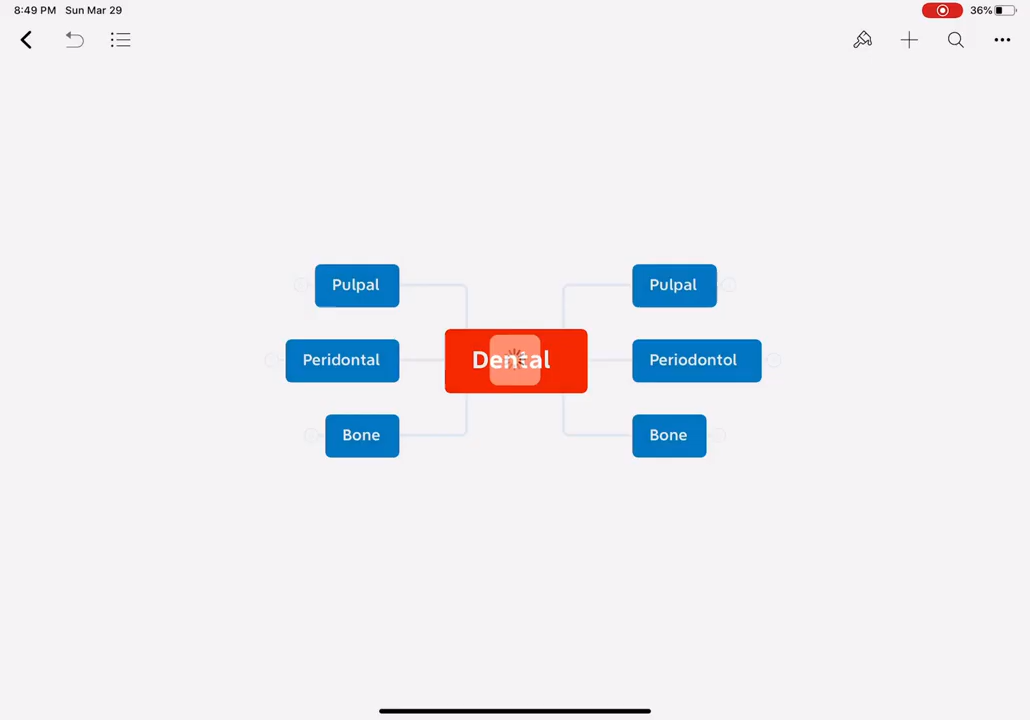 8:49 PM Sun Mar 29
36%
Pulpal
Pulpal
Peridontal
Dental
Periodontol
Bone
Bone